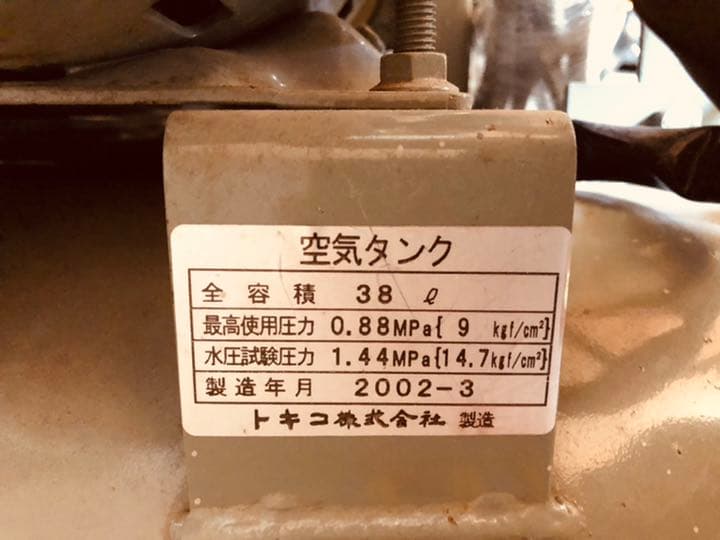 空気タンク
全容積 38 ℓ
最高使用圧力 0.88MPa{ 9 kgf/cm²}
水圧試験圧力 1.44MPa{14.7kgf/cm²}
製造年月 2002-3
トキコ株式会社 製造